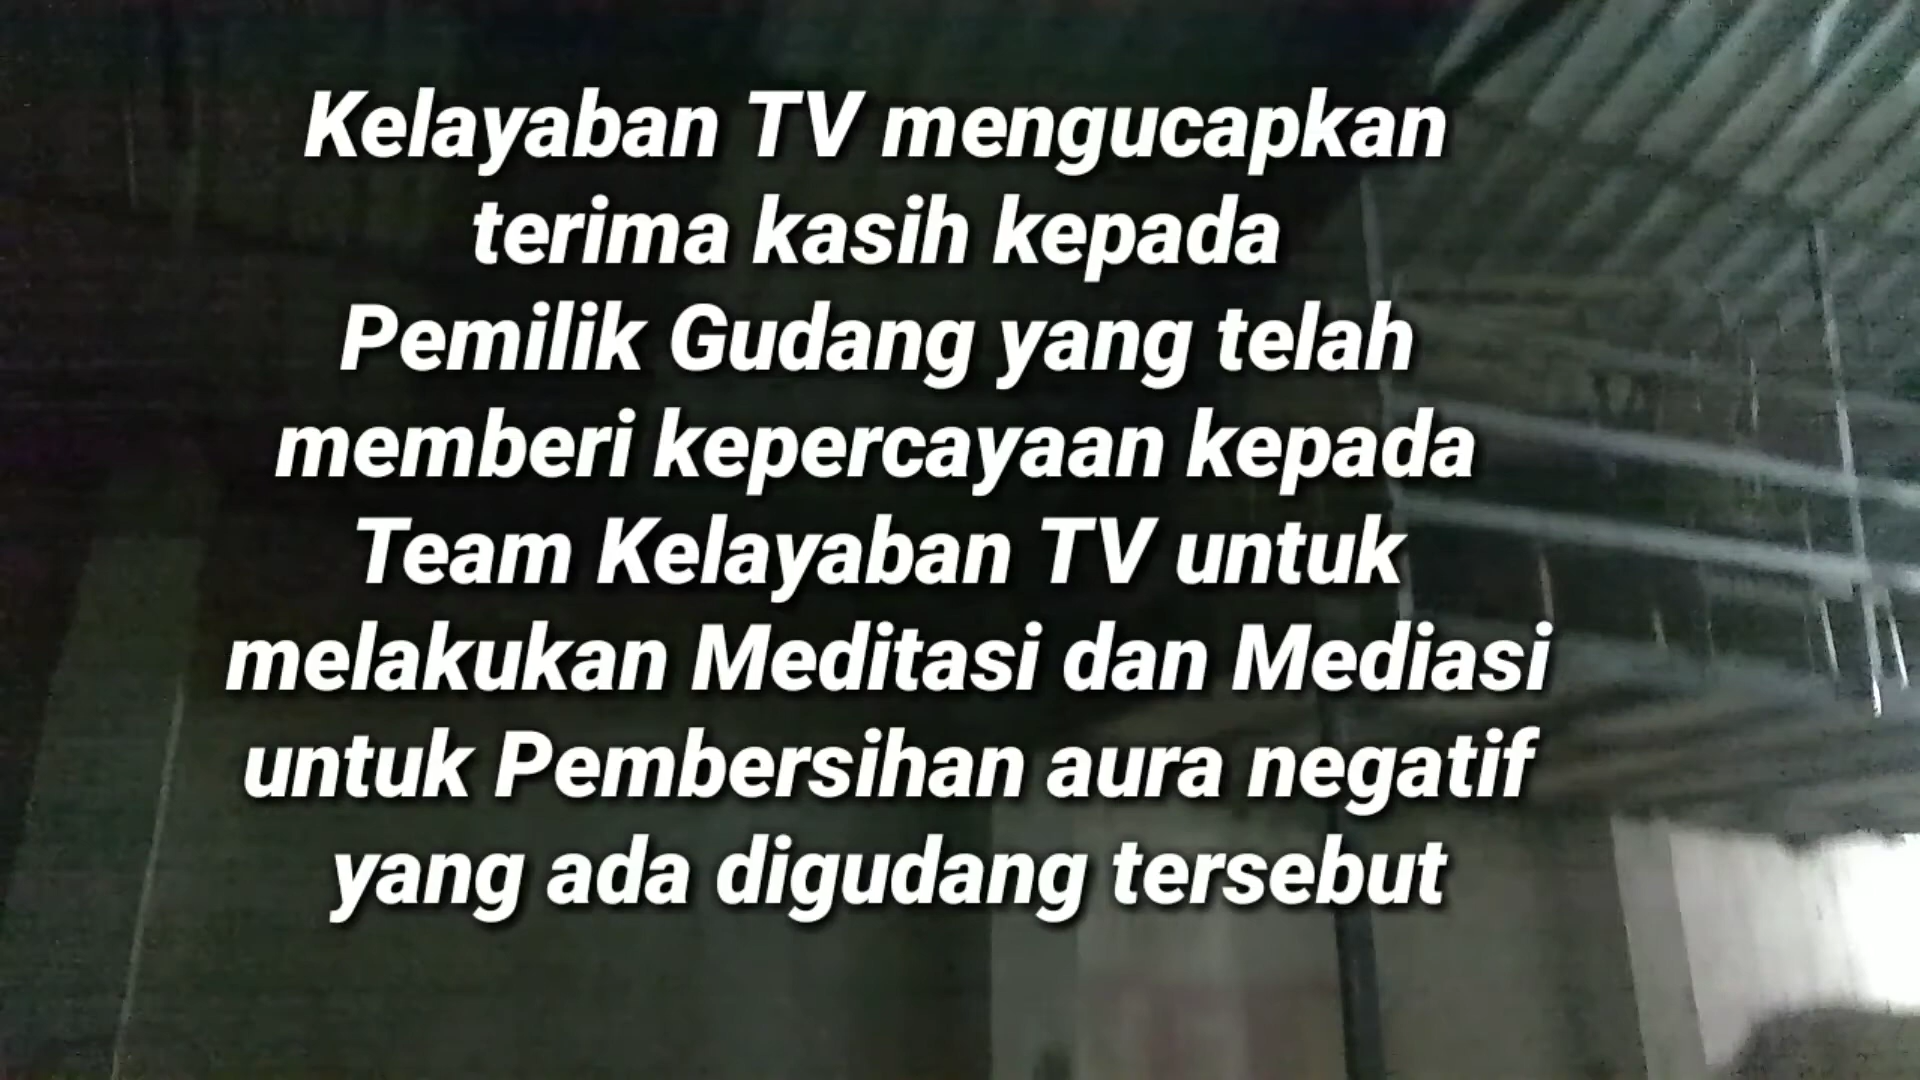 Kelayaban TV mengucapkan
terima kasih kepada
Pemilik Gudang yang telah
memberi kepercayaan kepada
Team Kelayaban TV untuk
melakukan Meditasi dan Mediasi
untuk Pembersihan aura negatif
yang ada digudang tersebut